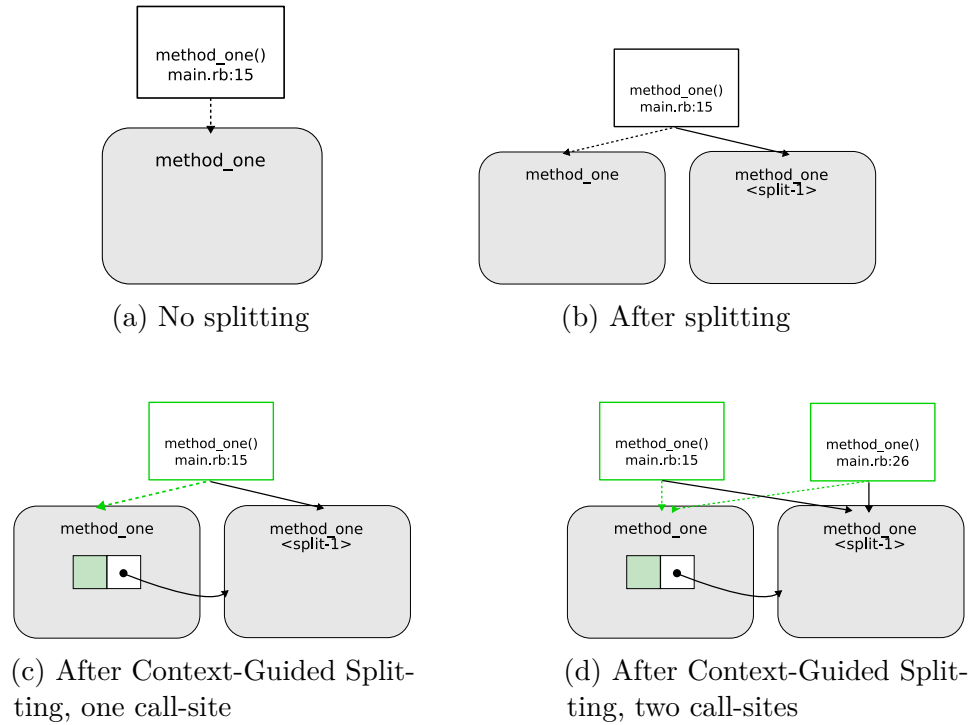 method_one()
main.rb:15
method_one
(a) No splitting
method_one()
main.rb:15
method_one
method_one
<split-1>
(b) After splitting
method_one()
main.rb:15
method_one
method_one
<split-1>
(c) After Context-Guided Split-
ting, one call-site
method_one()
main.rb:15
method_one()
main.rb:26
method_one
method_one
<split-1>
(d) After Context-Guided Split-
ting, two call-sites